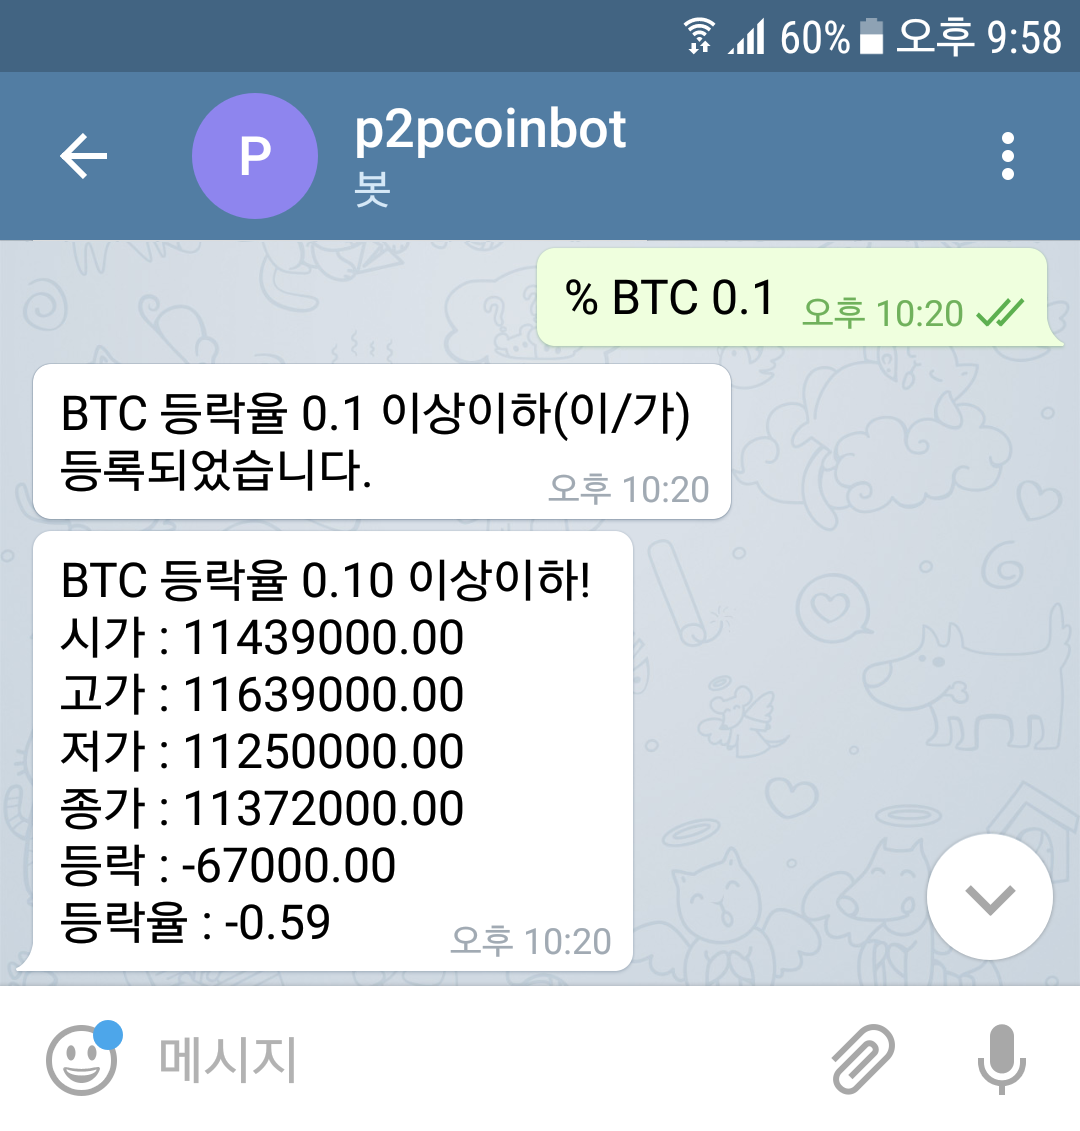 60% 오후 9:58
P
p2pcoinbot
봇
% BTC 0.1 오후 10:20
BTC 등락율 0.1 이상이하(이/가)
등록되었습니다.
오후 10:20
BTC 등락율 0.10 이상이하!
시가 : 11439000.00
고가 : 11639000.00
저가 : 11250000.00
종가 : 11372000.00
등락 : -67000.00
등락율 : -0.59
오후 10:20
메시지